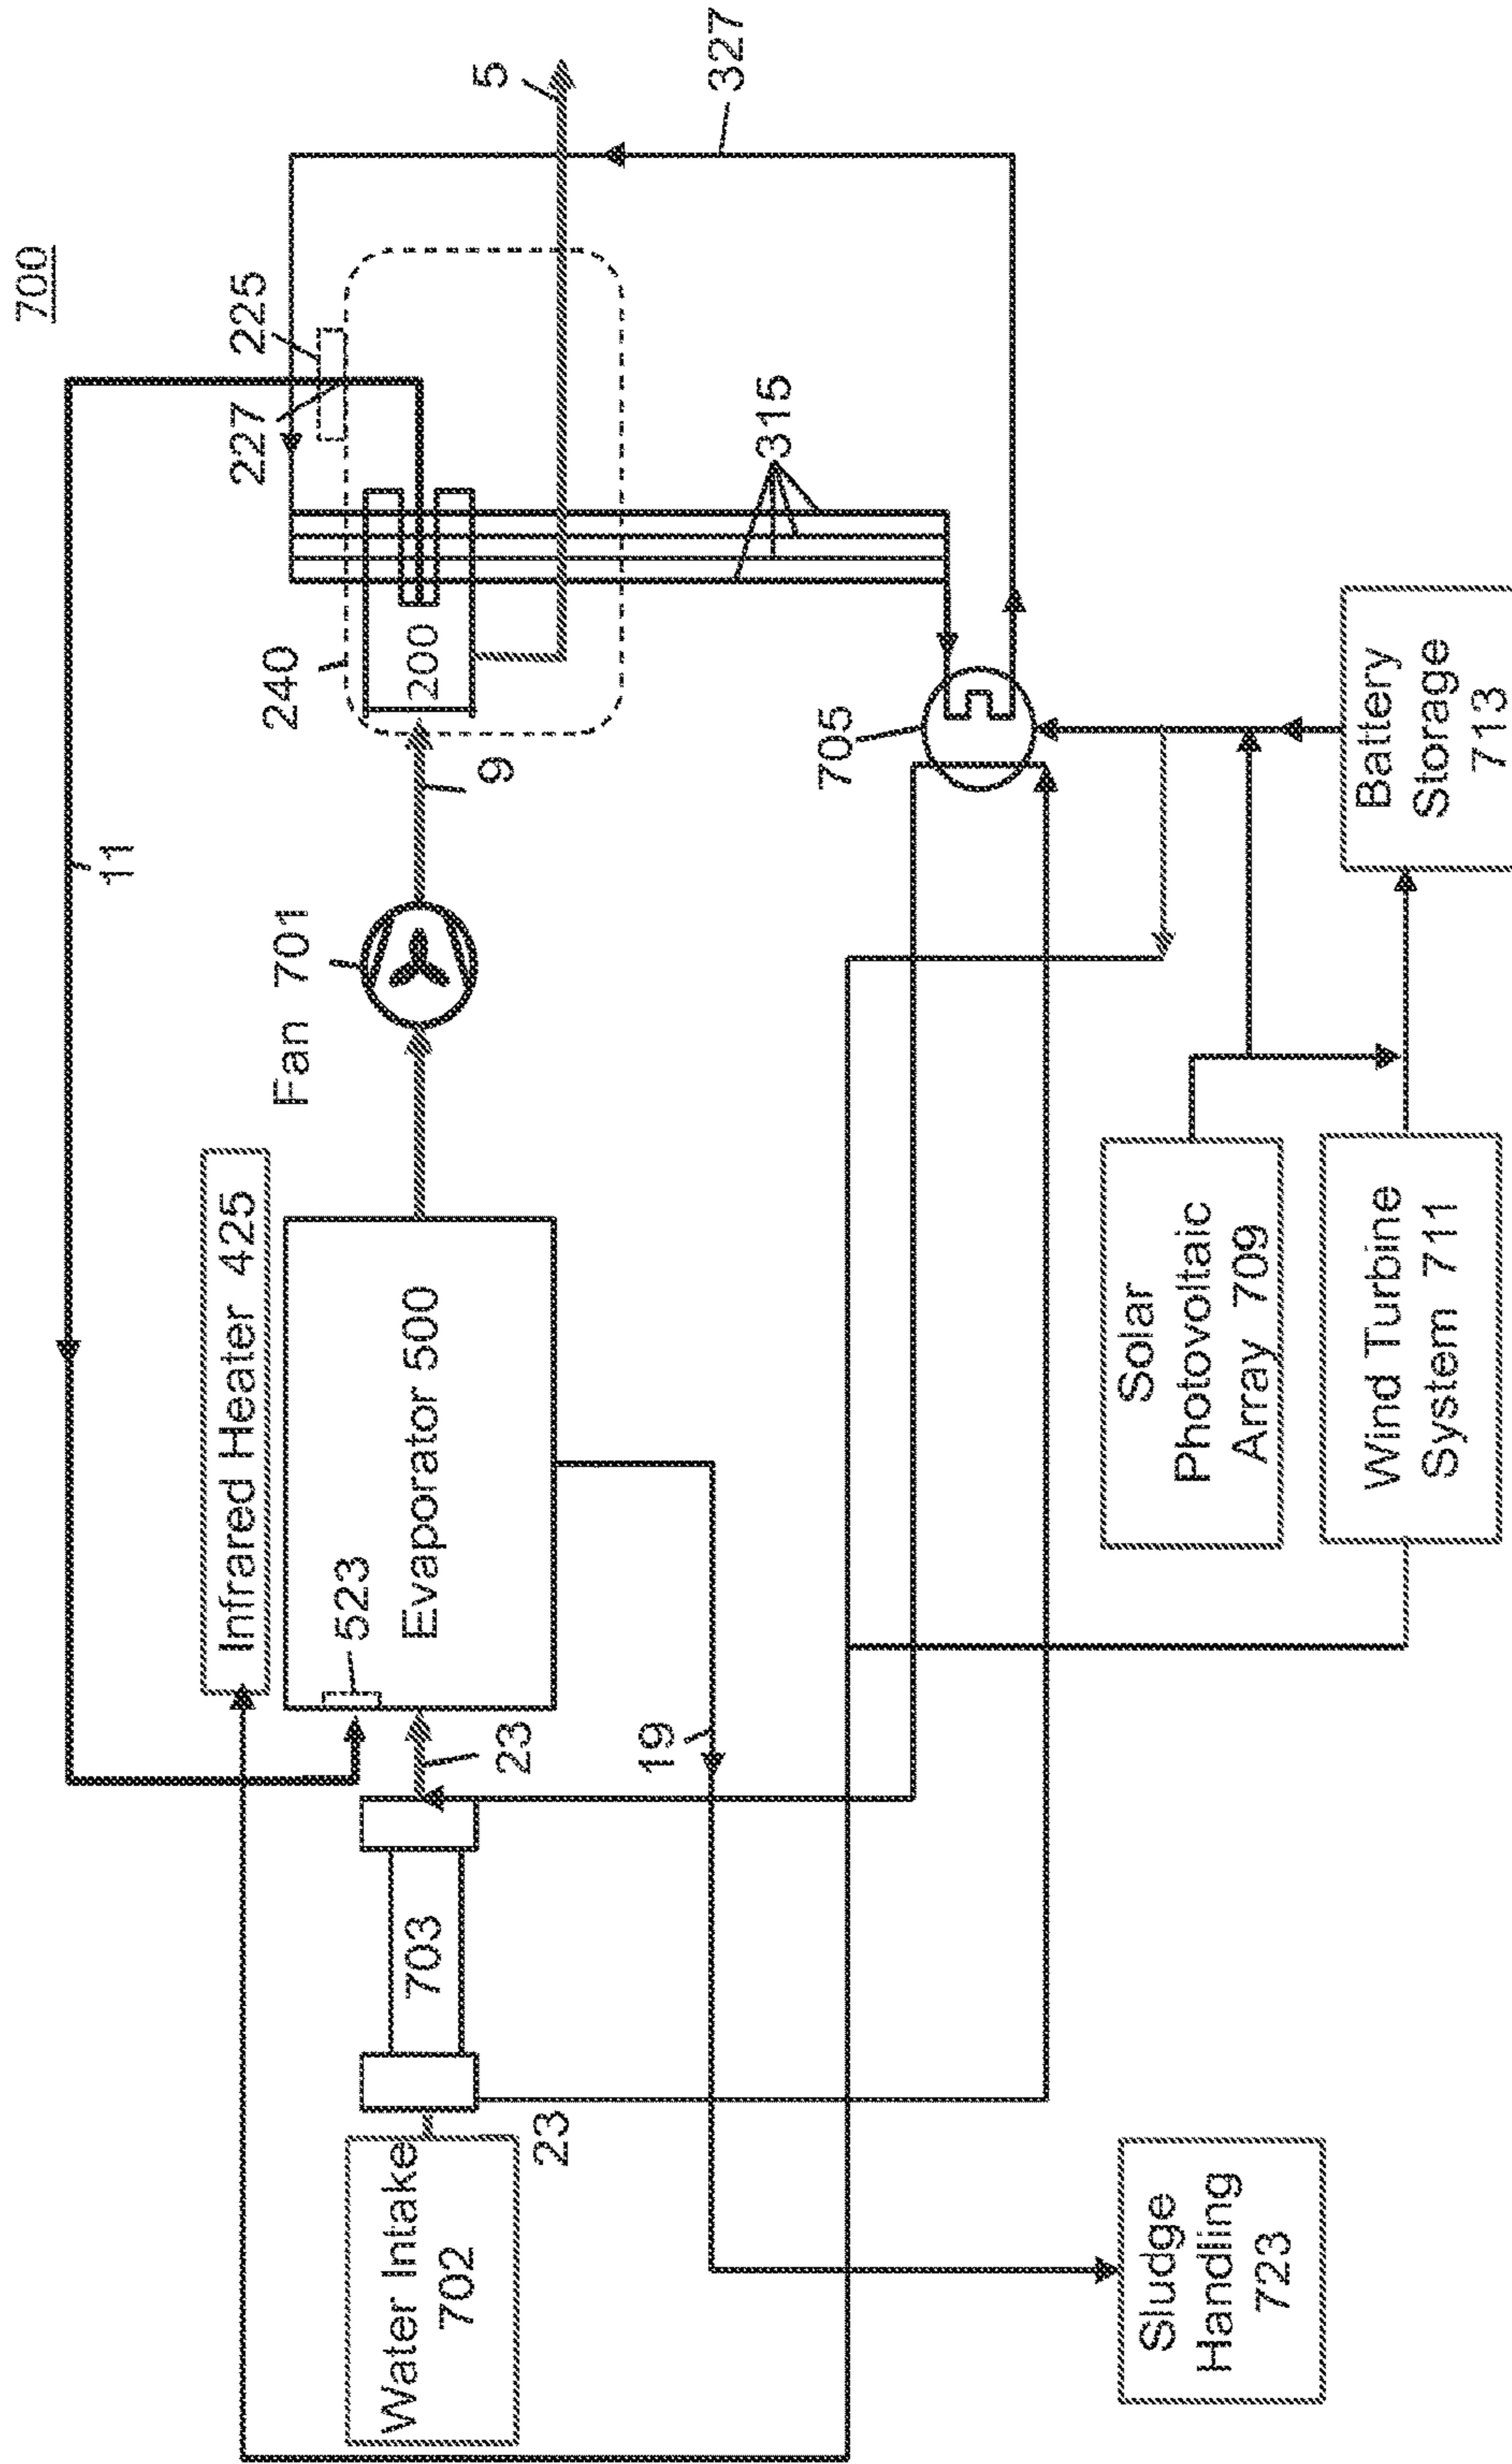 700
11
227
225
5
327
240
200
9
Fan 701
Infrared Heater 425
523
Evaporator 500
23
703
Water Intake
702
23
19
315
705
Solar
Photovoltaic
Array 709
Wind Turbine
System 711
Battery
Storage
713
Sludge
Handling
723